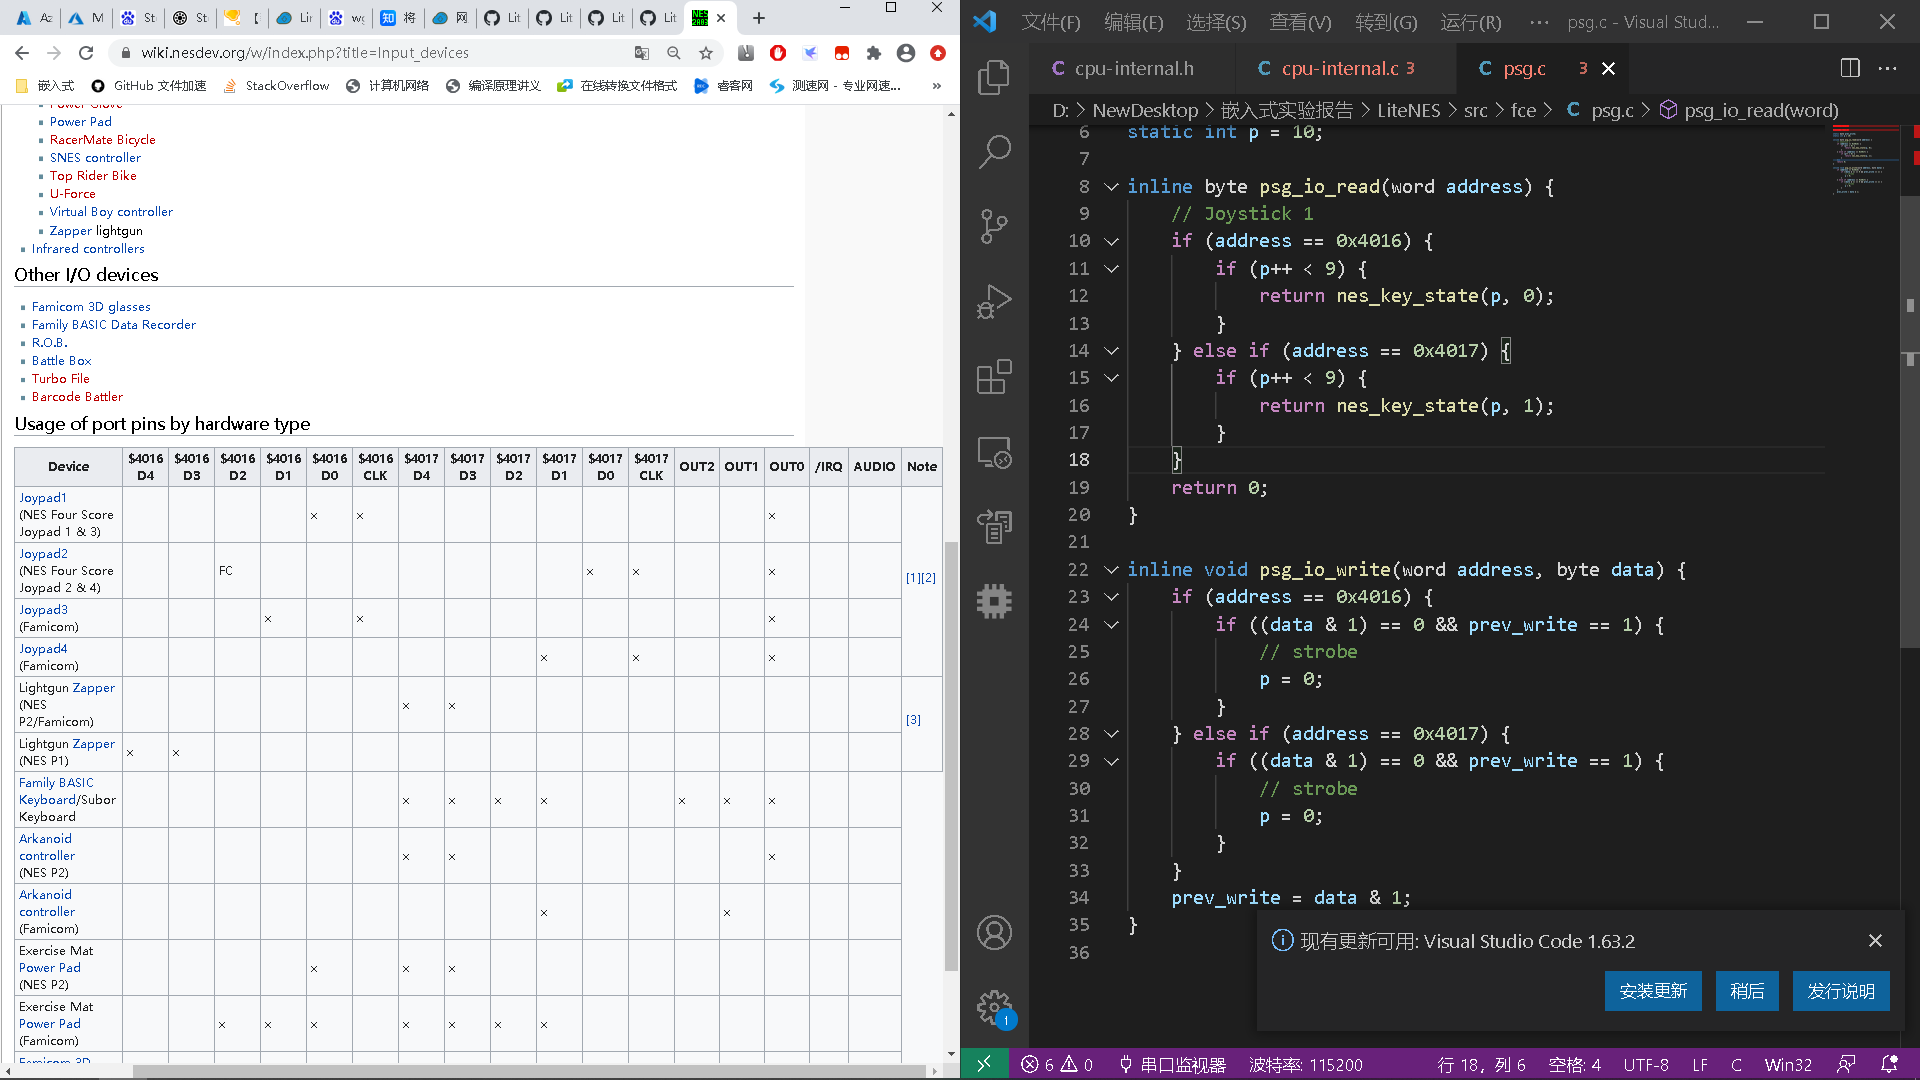 Az
M
St
St
【
Lir
wo
将
网
Lit
Lit
Lit
Lit
wiki.nesdev.org/w/index.php?title=Input_devices
嵌入式
GitHub 文件加速
StackOverflow
计算机网络
编译原理讲义
在线转换文件格式
睿客网
测速网 - 专业网速...
»
Power Glove
Power Pad
RacerMate Bicycle
SNES controller
Top Rider Bike
U-Force
Virtual Boy controller
Zapper lightgun
Infrared controllers
Other I/O devices
Famicom 3D glasses
Family BASIC Data Recorder
R.O.B.
Battle Box
Turbo File
Barcode Battler
Usage of port pins by hardware type
Device $4016 D4 $4016 D3 $4016 D2 $4016 D1 $4016 D0 $4016 CLK $4017 D4 $4017 D3 $4017 D2 $4017 D1 $4017 D0 $4017 CLK OUT2 OUT1 OUT0 /IRQ AUDIO Note
Joypad1
(NES Four Score
Joypad 1 & 3)
× × ×
Joypad2
(NES Four Score
Joypad 2 & 4)
FC × × ×
[1][2]
Joypad3
(Famicom)
× × ×
Joypad4
(Famicom)
× × ×
Lightgun Zapper
(NES
P2/Famicom)
× ×
[3]
Lightgun Zapper
(NES P1)
× ×
Family BASIC
Keyboard/Subor
Keyboard
× × × × × × ×
Arkanoid
controller
(NES P2)
× × ×
Arkanoid
controller
(Famicom)
× ×
Exercise Mat
Power Pad
(NES P2)
× × ×
Exercise Mat
Power Pad
(Famicom)
× × × × × × ×
Famicom 3D
文件(F) 编辑(E) 选择(S) 查看(V) 转到(G) 运行(R) ··· psg.c - Visual Stud...
C cpu-internal.h
C cpu-internal.c 3
C psg.c 3
D: > NewDesktop > 嵌入式实验报告 > LiteNES > src > fce > C psg.c > psg_io_read(word)
6 static int p = 10;
7
8 inline byte psg_io_read(word address) {
9 // Joystick 1
10 if (address == 0x4016) {
11 if (p++ < 9) {
12 return nes_key_state(p, 0);
13 }
14 } else if (address == 0x4017) {
15 if (p++ < 9) {
16 return nes_key_state(p, 1);
17 }
18 }
19 return 0;
20 }
21
22 inline void psg_io_write(word address, byte data) {
23 if (address == 0x4016) {
24 if ((data & 1) == 0 && prev_write == 1) {
25 // strobe
26 p = 0;
27 }
28 } else if (address == 0x4017) {
29 if ((data & 1) == 0 && prev_write == 1) {
30 // strobe
31 p = 0;
32 }
33 }
34 prev_write = data & 1;
35 }
36
现有更新可用: Visual Studio Code 1.63.2
安装更新
稍后
发行说明
1
6 0 串口监视器 波特率: 115200 行 18, 列 6 空格: 4 UTF-8 LF C Win32